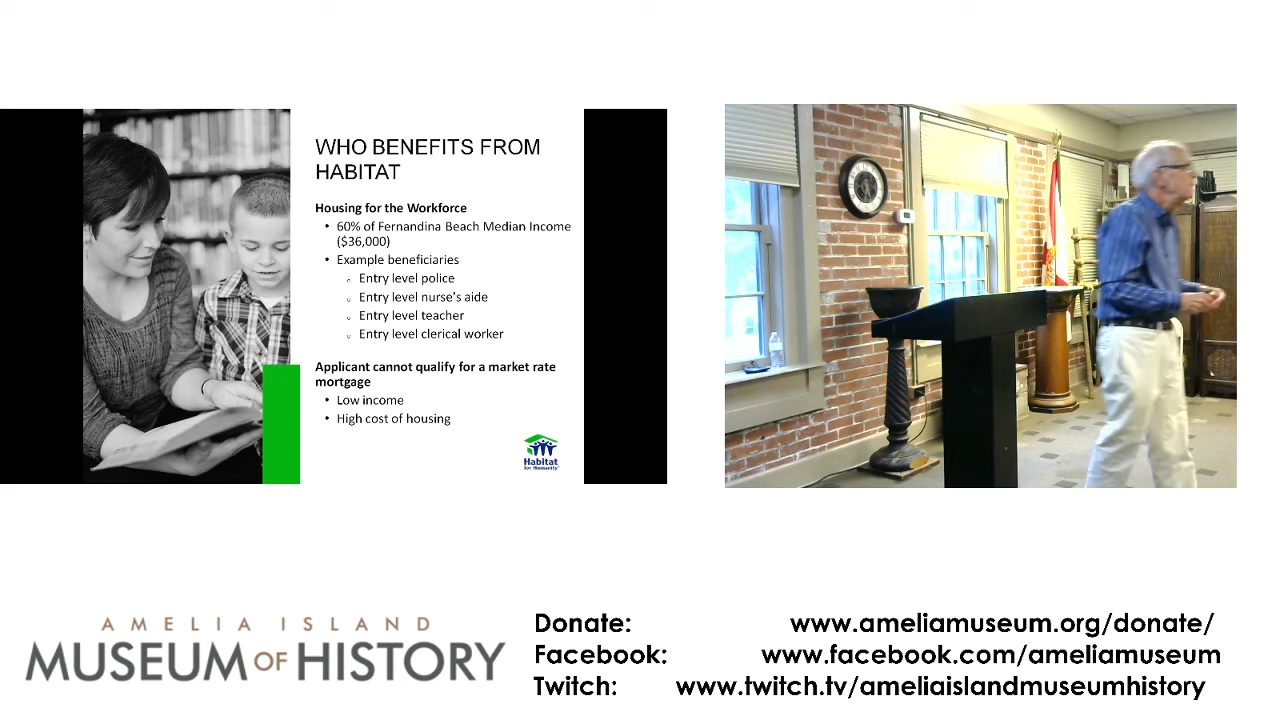 WHO BENEFITS FROM
HABITAT
Housing for the Workforce
• 60% of Fernandina Beach Median Income
($36,000)
• Example beneficiaries
o Entry level police
o Entry level nurse's aide
o Entry level teacher
o Entry level clerical worker
Applicant cannot qualify for a market rate
mortgage
• Low income
• High cost of housing
Habitat
for Humanity
AMELIA ISLAND
MUSEUM OF HISTORY
Donate: www.ameliamuseum.org/donate/
Facebook: www.facebook.com/ameliamuseum
Twitch: www.twitch.tv/ameliaislandmuseumhistory